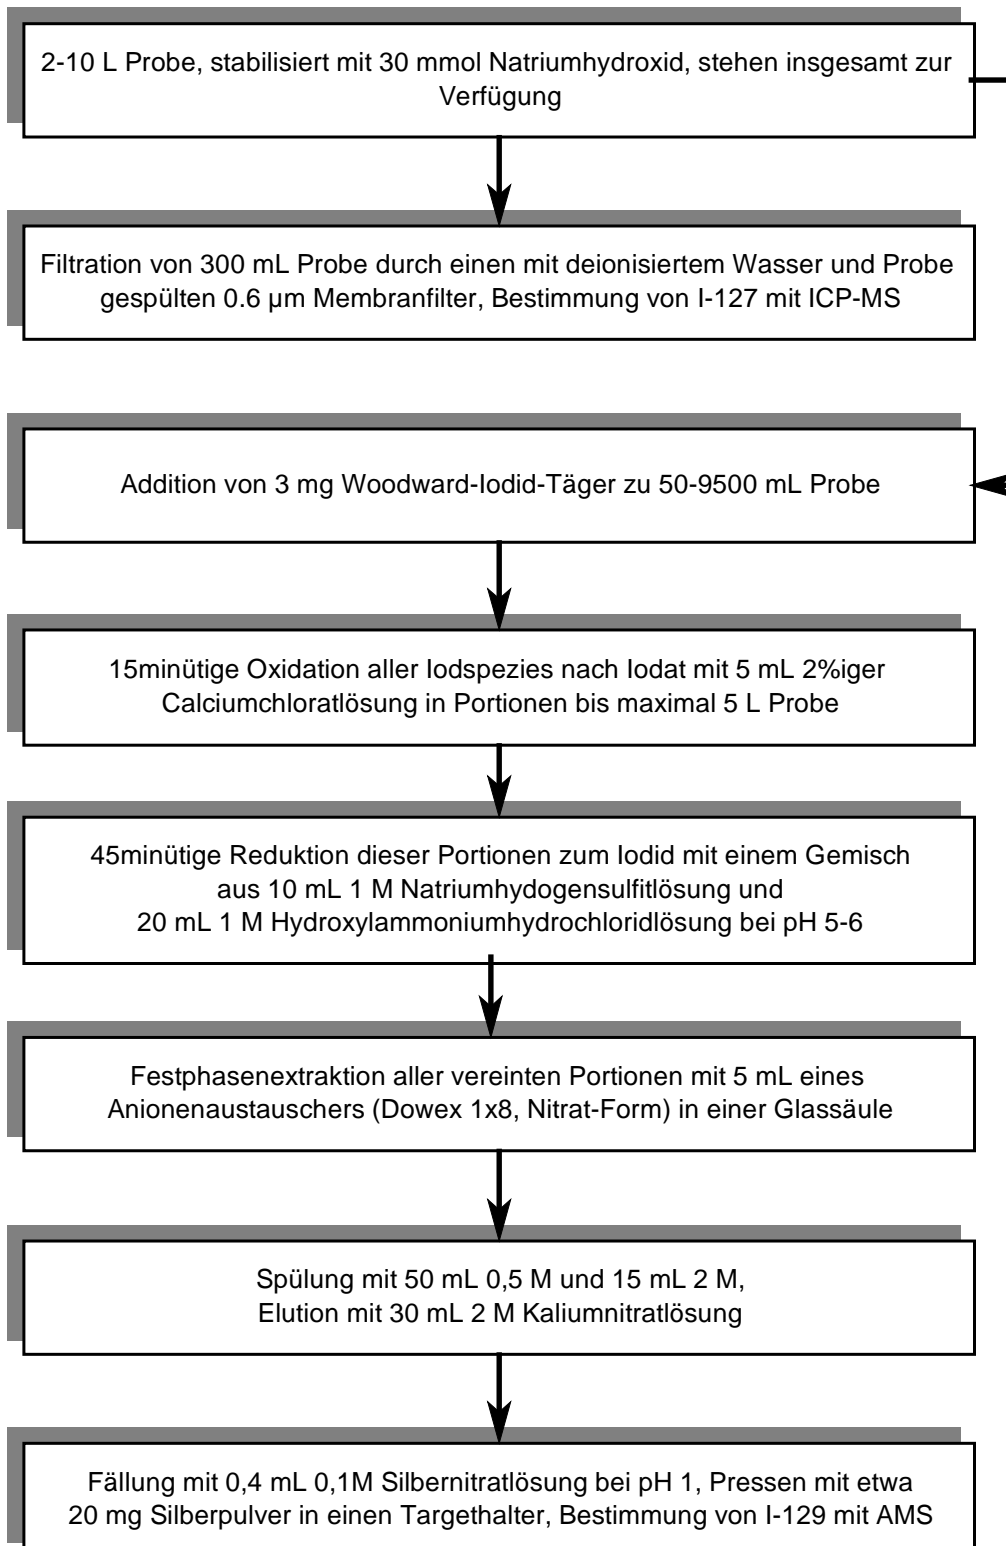 2-10 L Probe, stabilisiert mit 30 mmol Natriumhydroxid, stehen insgesamt zur
Verfügung
Filtration von 300 mL Probe durch einen mit deionisiertem Wasser und Probe
gespülten 0.6 µm Membranfilter, Bestimmung von I-127 mit ICP-MS
Addition von 3 mg Woodward-Iodid-Täger zu 50-9500 mL Probe
15minütige Oxidation aller Iodspezies nach Iodat mit 5 mL 2%iger
Calciumchloratlösung in Portionen bis maximal 5 L Probe
45minütige Reduktion dieser Portionen zum Iodid mit einem Gemisch
aus 10 mL 1 M Natriumhydogensulfitlösung und
20 mL 1 M Hydroxylammoniumhydrochloridlösung bei pH 5-6
Festphasenextraktion aller vereinten Portionen mit 5 mL eines
Anionenaustauschers (Dowex 1x8, Nitrat-Form) in einer Glassäule
Spülung mit 50 mL 0,5 M und 15 mL 2 M,
Elution mit 30 mL 2 M Kaliumnitratlösung
Fällung mit 0,4 mL 0,1M Silbernitratlösung bei pH 1, Pressen mit etwa
20 mg Silberpulver in einen Targethalter, Bestimmung von I-129 mit AMS